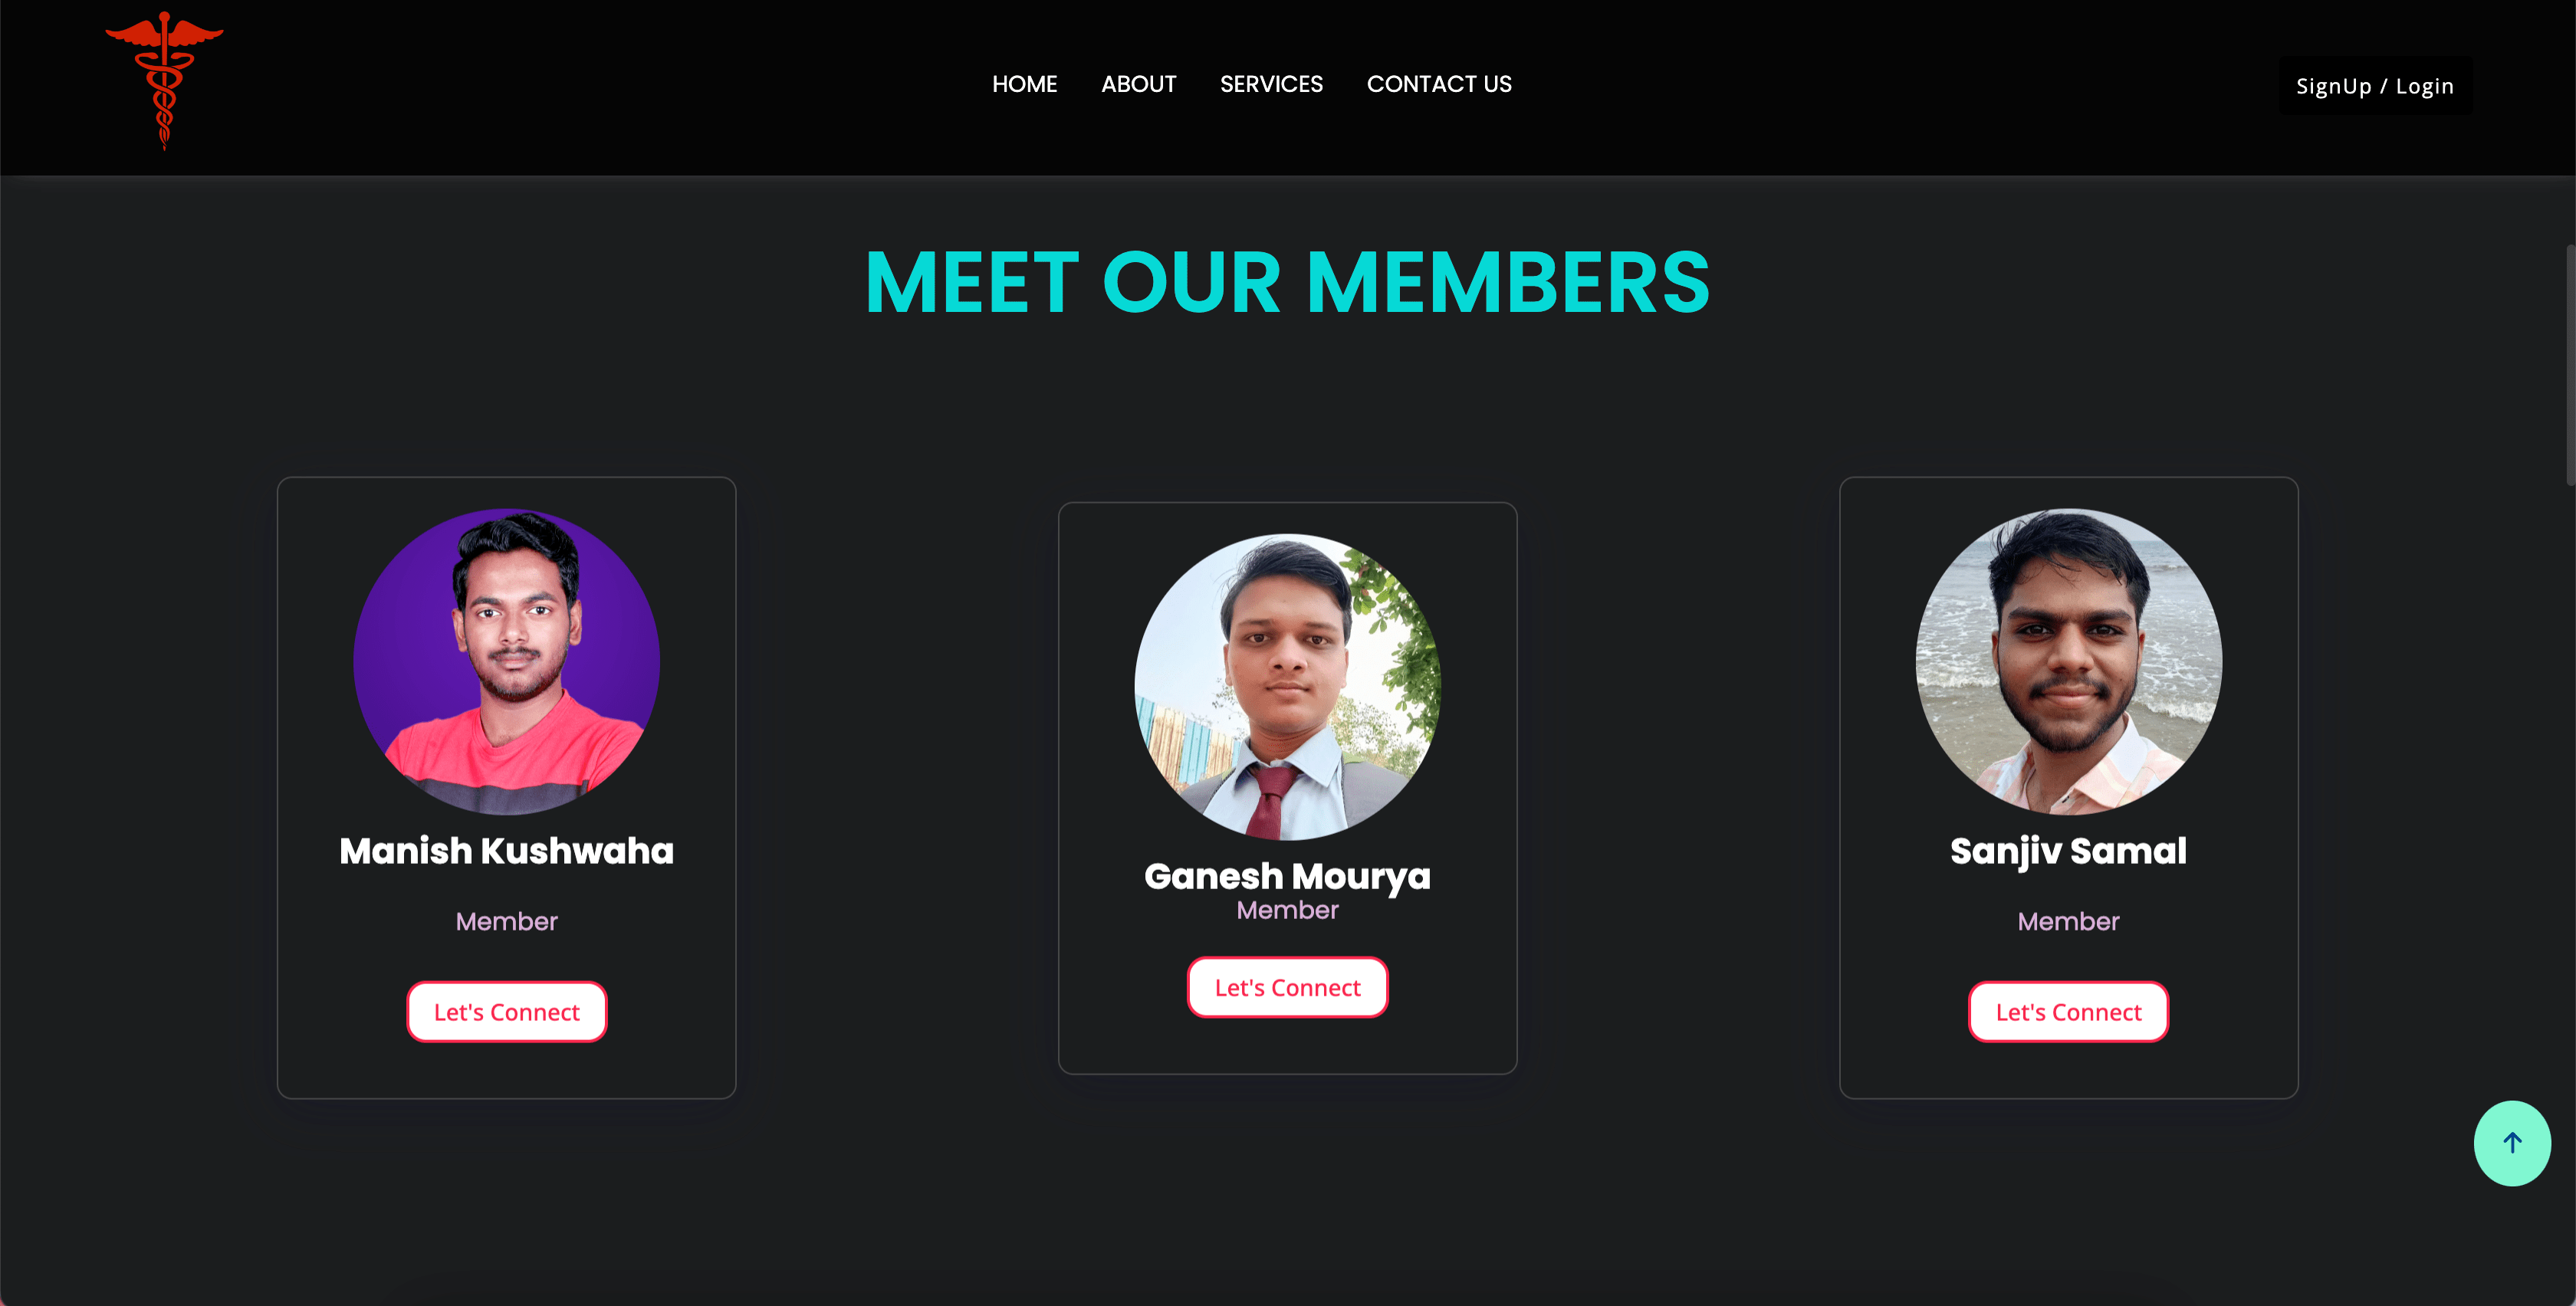 HOME ABOUT SERVICES CONTACT US SignUp / Login
MEET OUR MEMBERS
Manish Kushwaha
Member
Let's Connect
Ganesh Mourya
Member
Let's Connect
Sanjiv Samal
Member
Let's Connect